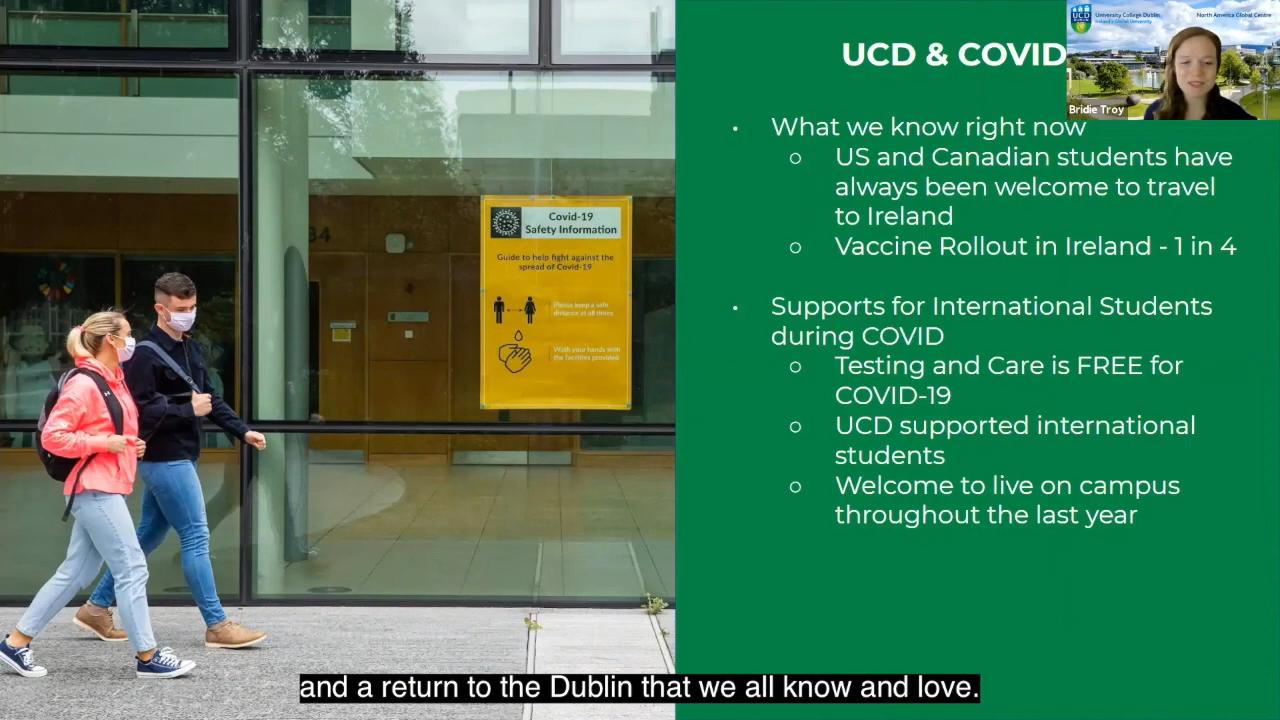 UCD & COVID
UCD
University College Dublin
Ireland's Global University
North America Global Centre
Bridie Troy
• What we know right now
○ US and Canadian students have
always been welcome to travel
to Ireland
○ Vaccine Rollout in Ireland - 1 in 4
• Supports for International Students
during COVID
○ Testing and Care is FREE for
COVID-19
○ UCD supported international
students
○ Welcome to live on campus
throughout the last year
34
Covid-19
Safety Information
Guide to help fight against the
spread of Covid-19
Please keep a safe
distance at all times
Wash your hands with
the facilities provided
and a return to the Dublin that we all know and love.